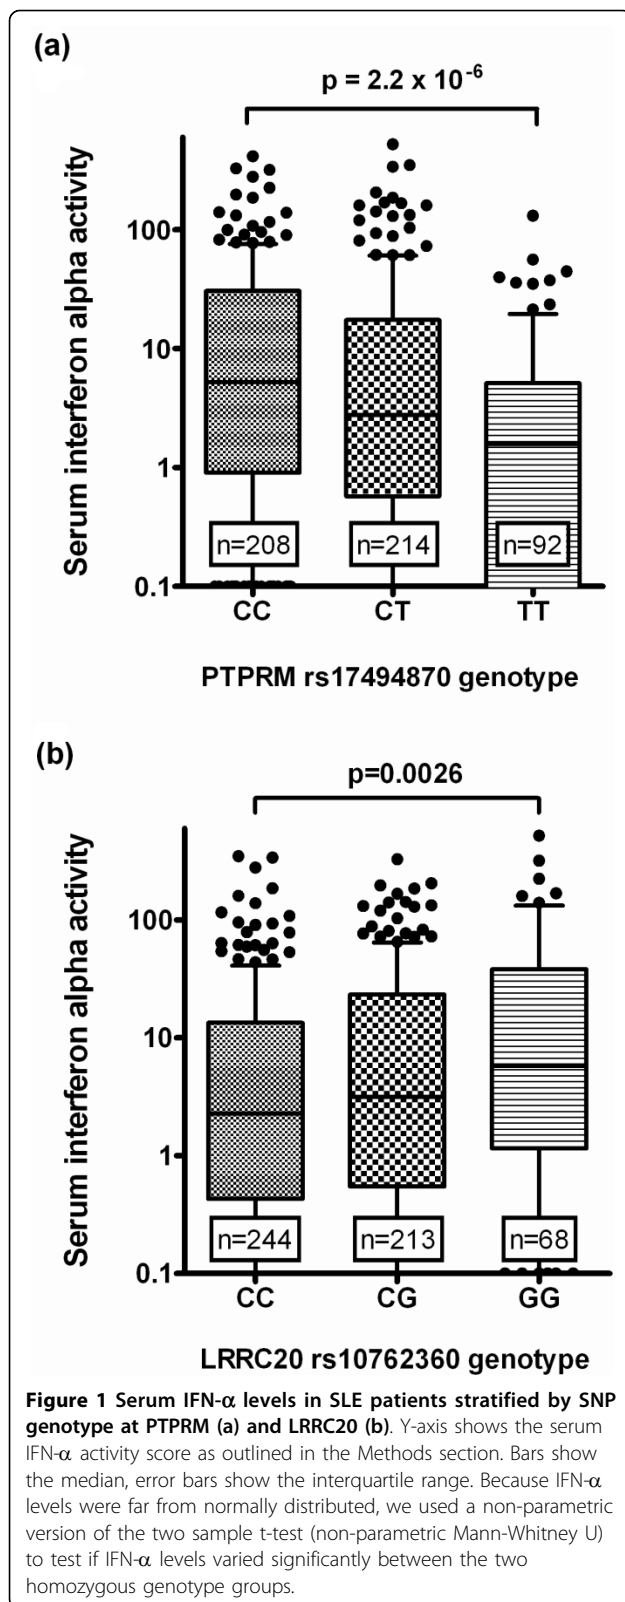 (a)
p = 2.2 x 10-6
Serum interferon alpha activity
100
10
1
0.1
n=208
n=214
n=92
CC
CT
TT
PTPRM rs17494870 genotype
(b)
p=0.0026
Serum interferon alpha activity
100
10
1
0.1
n=244
n=213
n=68
CC
CG
GG
LRRC20 rs10762360 genotype
Figure 1 Serum IFN-α levels in SLE patients stratified by SNP
genotype at PTPRM (a) and LRRC20 (b). Y-axis shows the serum
IFN-α activity score as outlined in the Methods section. Bars show
the median, error bars show the interquartile range. Because IFN-α
levels were far from normally distributed, we used a non-parametric
version of the two sample t-test (non-parametric Mann-Whitney U)
to test if IFN-α levels varied significantly between the two
homozygous genotype groups.